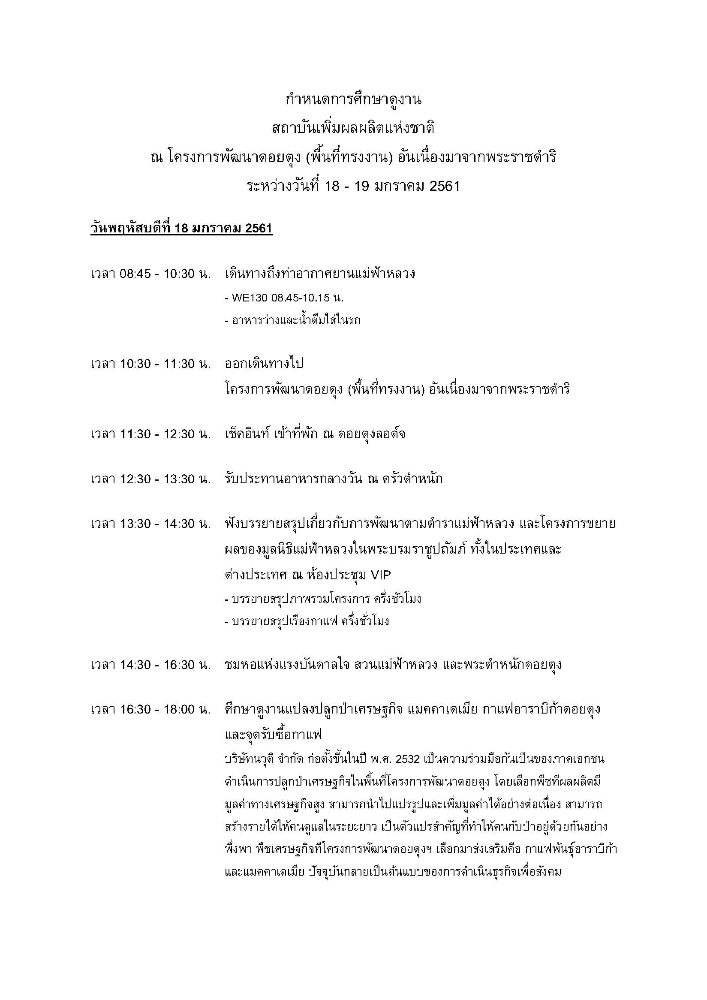 กำหนดการศึกษาดูงาน
สถาบันเพิ่มผลผลิตแห่งชาติ
ณ โครงการพัฒนาดอยตุง (พื้นที่ทรงงาน) อันเนื่องมาจากพระราชดำริ
ระหว่างวันที่ 18 - 19 มกราคม 2561
วันพฤหัสบดีที่ 18 มกราคม 2561
เวลา 08:45 - 10:30 น. เดินทางถึงท่าอากาศยานแม่ฟ้าหลวง
- WE130 08.45-10.15 น.
- อาหารว่างและน้ำดื่มใส่ในรถ
เวลา 10:30 - 11:30 น. ออกเดินทางไป
โครงการพัฒนาดอยตุง (พื้นที่ทรงงาน) อันเนื่องมาจากพระราชดำริ
เวลา 11:30 - 12:30 น. เช็คอินท์ เข้าที่พัก ณ ดอยตุงลอด์จ
เวลา 12:30 - 13:30 น. รับประทานอาหารกลางวัน ณ ครัวตำหนัก
เวลา 13:30 - 14:30 น. ฟังบรรยายสรุปเกี่ยวกับการพัฒนาตามตำราแม่ฟ้าหลวง และโครงการขยาย
ผลของมูลนิธิแม่ฟ้าหลวงในพระบรมราชูปถัมภ์ ทั้งในประเทศและ
ต่างประเทศ ณ ห้องประชุม VIP
- บรรยายสรุปภาพรวมโครงการ ครึ่งชั่วโมง
- บรรยายสรุปเรื่องกาแฟ ครึ่งชั่วโมง
เวลา 14:30 - 16:30 น. ชมหอแห่งแรงบันดาลใจ สวนแม่ฟ้าหลวง และพระตำหนักดอยตุง
เวลา 16:30 - 18:00 น. ศึกษาดูงานแปลงปลูกป่าเศรษฐกิจ แมคคาเดเมีย กาแฟอาราบิก้าดอยตุง
และจุดรับซื้อกาแฟ
บริษัทนวุติ จำกัด ก่อตั้งขึ้นในปี พ.ศ. 2532 เป็นความร่วมมือกันเป็นของภาคเอกชน
ดำเนินการปลูกป่าเศรษฐกิจในพื้นที่โครงการพัฒนาดอยตุง โดยเลือกพืชที่ผลผลิตมี
มูลค่าทางเศรษฐกิจสูง สามารถนำไปแปรรูปและเพิ่มมูลค่าได้อย่างต่อเนื่อง สามารถ
สร้างรายได้ให้คนดูแลในระยะยาว เป็นตัวแปรสำคัญที่ทำให้คนกับป่าอยู่ด้วยกันอย่าง
พึ่งพา พืชเศรษฐกิจที่โครงการพัฒนาดอยตุงฯ เลือกมาส่งเสริมคือ กาแฟพันธุ์อาราบิก้า
และแมคคาเดเมีย ปัจจุบันกลายเป็นต้นแบบของการดำเนินธุรกิจเพื่อสังคม